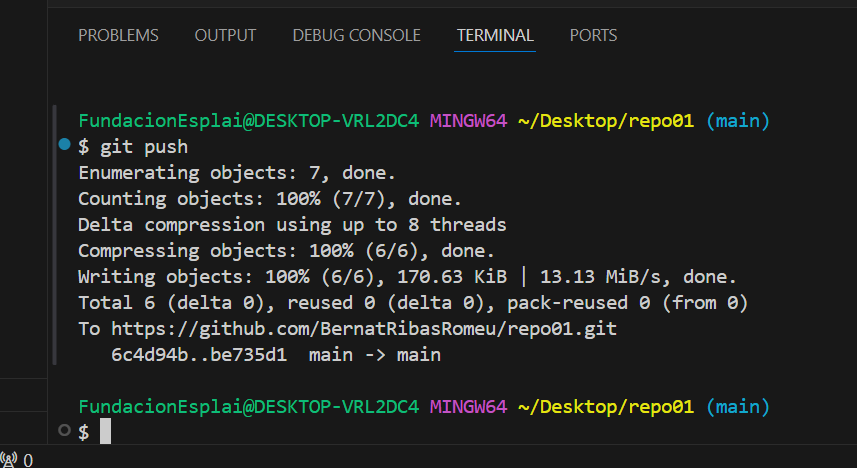 PROBLEMS OUTPUT DEBUG CONSOLE TERMINAL PORTS
FundacionEsplai@DESKTOP-VRL2DC4 MINGW64 ~/Desktop/repo01 (main)
$ git push
Enumerating objects: 7, done.
Counting objects: 100% (7/7), done.
Delta compression using up to 8 threads
Compressing objects: 100% (6/6), done.
Writing objects: 100% (6/6), 170.63 KiB | 13.13 MiB/s, done.
Total 6 (delta 0), reused 0 (delta 0), pack-reused 0 (from 0)
To https://github.com/BernatRibasRomeu/repo01.git
   6c4d94b..be735d1  main -> main
FundacionEsplai@DESKTOP-VRL2DC4 MINGW64 ~/Desktop/repo01 (main)
$
0